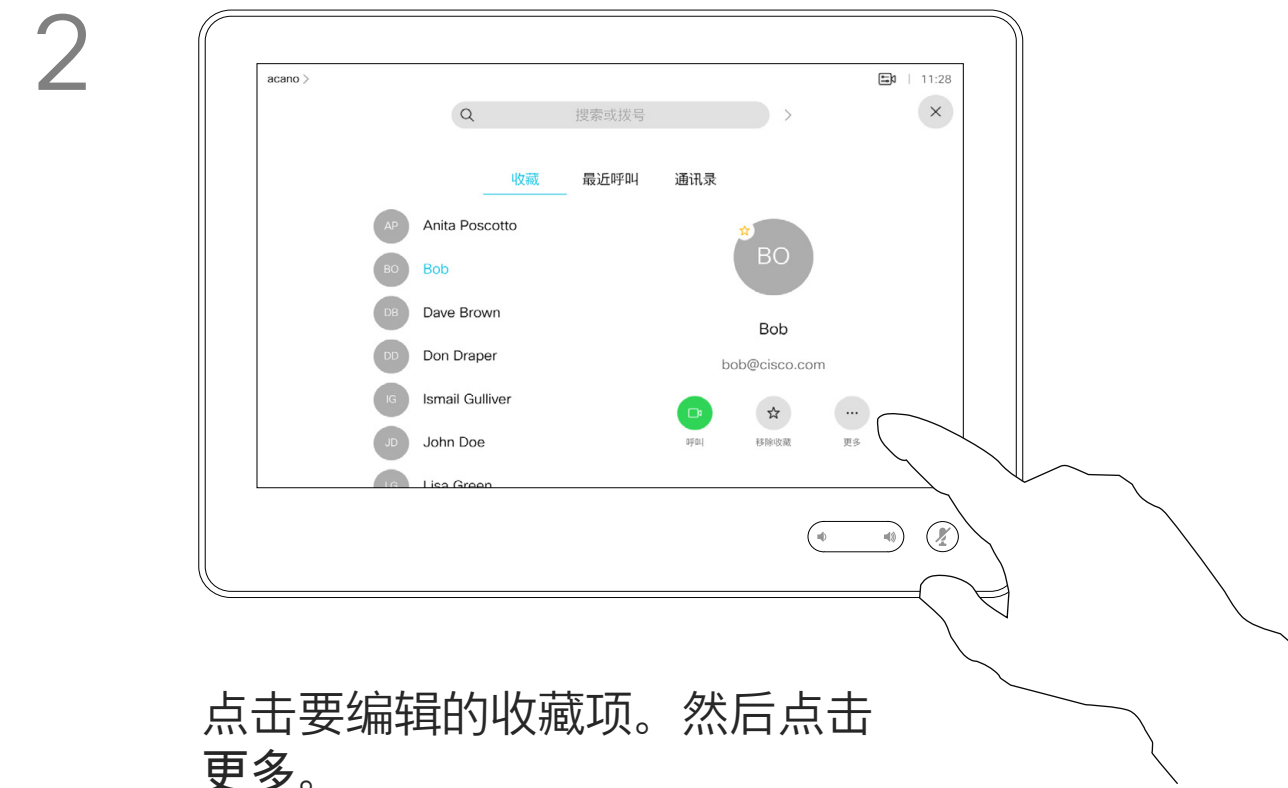 2
acano >
11:28
搜索或拨号
收藏 最近呼叫 通讯录
AP Anita Poscotto
BO Bob
DB Dave Brown
DD Don Draper
IG Ismail Gulliver
JD John Doe
LG Lisa Green
BO
Bob
bob@cisco.com
呼叫 移除收藏 更多
点击要编辑的收藏项。然后点击
更多。